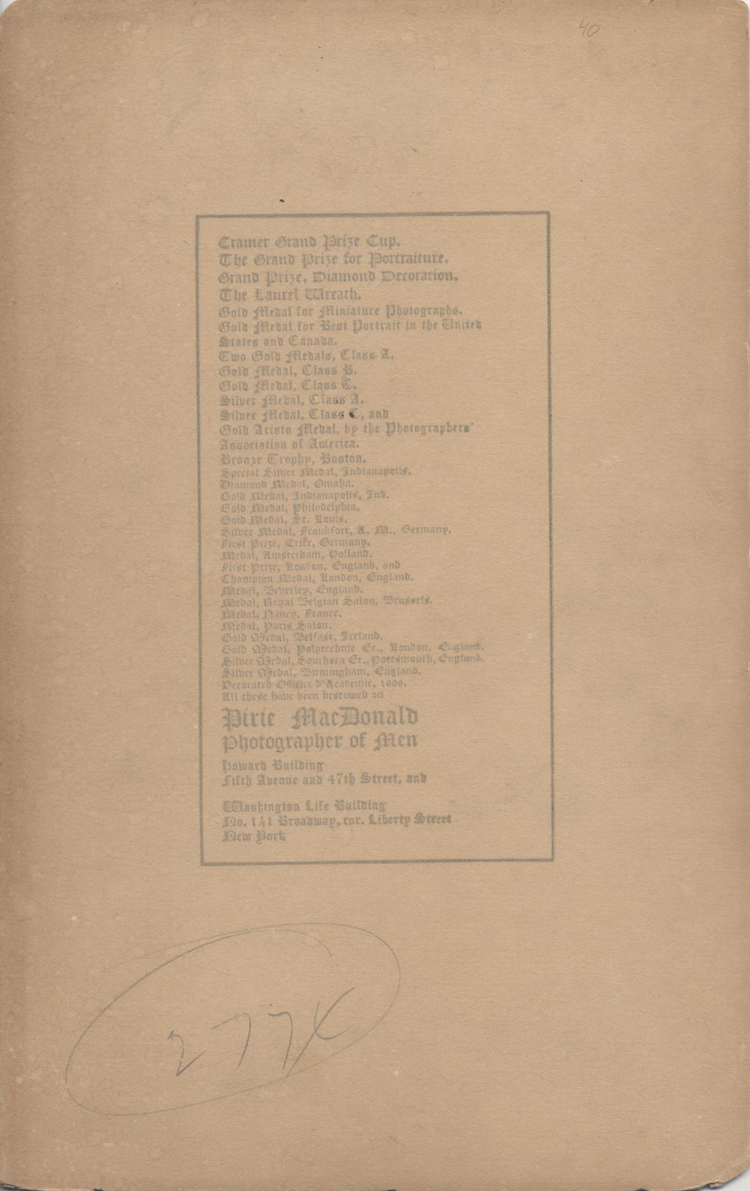 40
Cramer Grand Prize Cup.
The Grand Prize for Portraiture.
Grand Prize, Diamond Decoration.
The Laurel Wreath.
Gold Medal for Miniature Photographs.
Gold Medal for Best Portrait in the United
States and Canada.
Two Gold Medals, Class A.
Gold Medal, Class B.
Gold Medal, Class C.
Silver Medal, Class A.
Silver Medal, Class C, and
Gold Aristo Medal, by the Photographers'
Association of America.
Bronze Trophy, Boston.
Special Silver Medal, Indianapolis.
Diamond Medal, Omaha.
Gold Medal, Indianapolis, Ind.
Gold Medal, Philadelphia.
Gold Medal, St. Louis.
Silver Medal, Frankfort, A. M., Germany.
First Prize, Trier, Germany.
Medal, Amsterdam, Holland.
First Prize, London, England, and
Champion Medal, London, England.
Medal, Beverley, England.
Medal, Royal Belgian Salon, Brussels.
Medal, Nancy, France.
Medal, Paris Salon.
Gold Medal, Belfast, Ireland.
Gold Medal, Polytechnic Ex., London, England.
Silver Medal, Southsea Ex., Portsmouth, England.
Silver Medal, Birmingham, England.
Decorated Officier d'Academie, 1900.
All these have been bestowed on
Pirie MacDonald
Photographer of Men
Howard Building
Fifth Avenue and 47th Street, and
Washington Life Building
No. 141 Broadway, cor. Liberty Street
New York